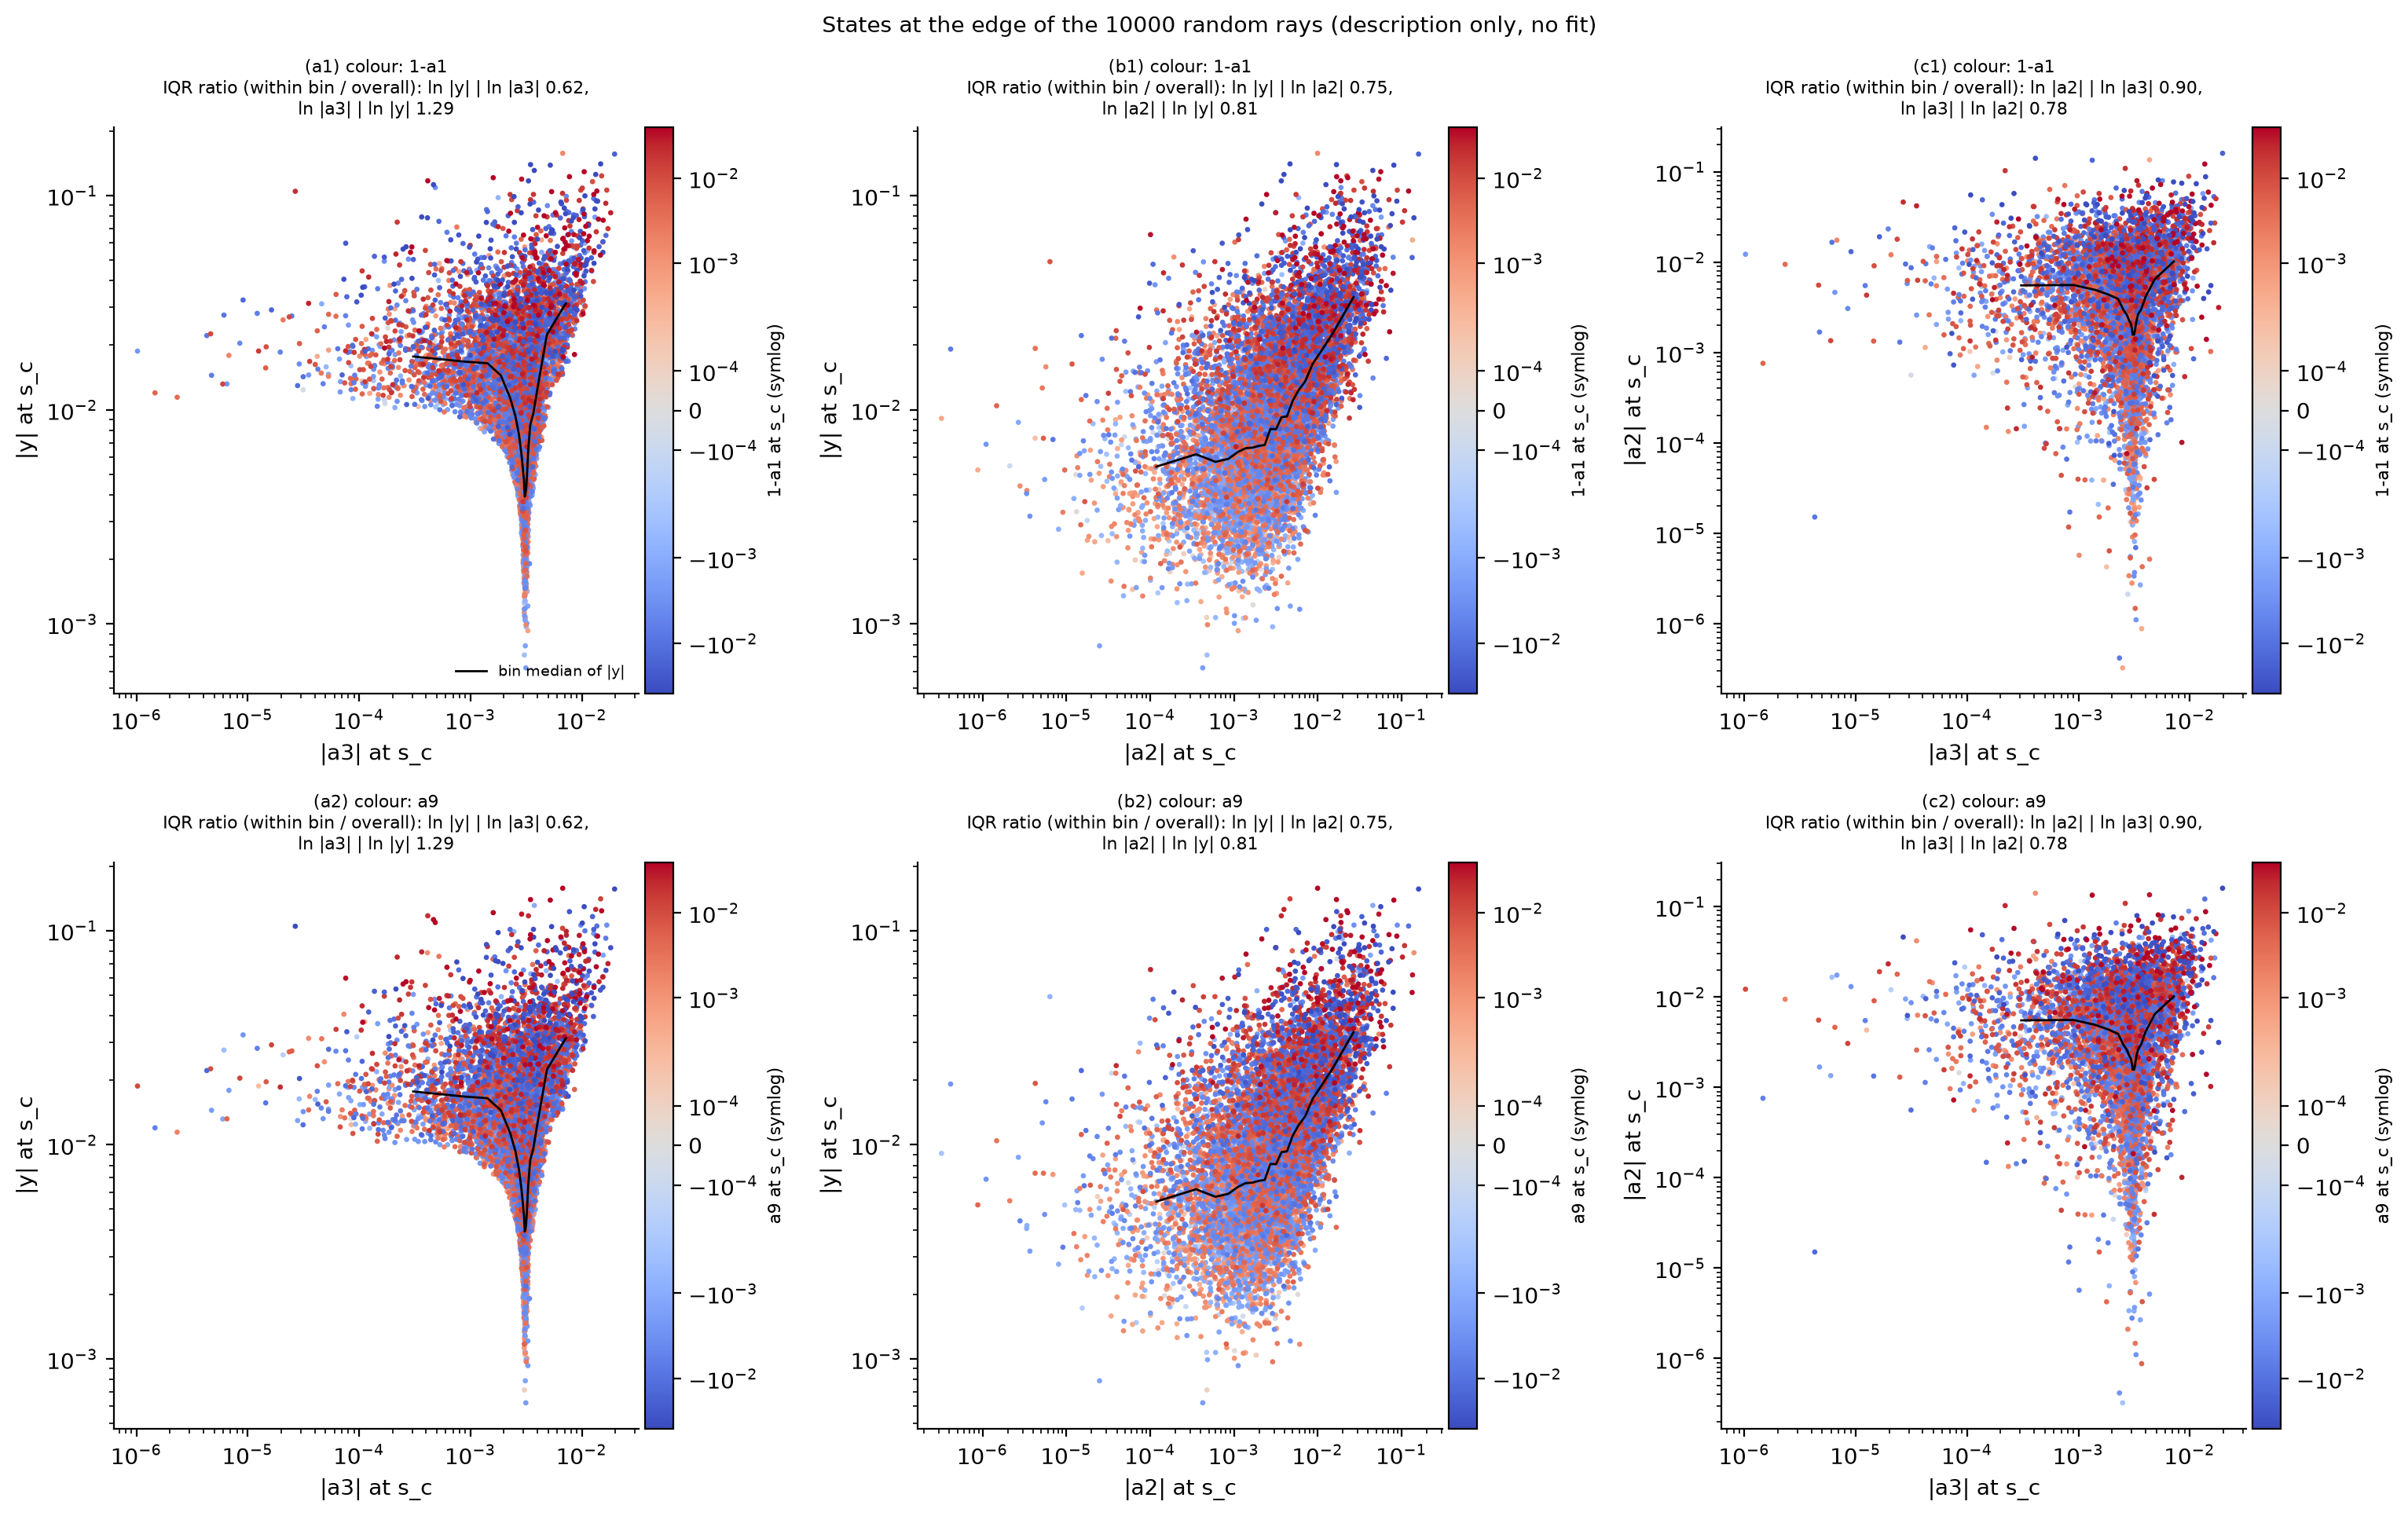 States at the edge of the 10000 random rays (description only, no fit)
(a1) colour: 1-a1
IQR ratio (within bin / overall): ln |y| | ln |a3| 0.62,
ln |a3| | ln |y| 1.29
10⁻¹
10⁻²
10⁻³
|y| at s_c
bin median of |y|
10⁻⁶
10⁻⁵
10⁻⁴
10⁻³
10⁻²
|a3| at s_c
10⁻²
10⁻³
10⁻⁴
0
−10⁻⁴
−10⁻³
−10⁻²
1-a1 at s_c (symlog)
(b1) colour: 1-a1
IQR ratio (within bin / overall): ln |y| | ln |a2| 0.75,
ln |a2| | ln |y| 0.81
10⁻¹
10⁻²
10⁻³
|y| at s_c
10⁻⁶
10⁻⁵
10⁻⁴
10⁻³
10⁻²
10⁻¹
|a2| at s_c
10⁻²
10⁻³
10⁻⁴
0
−10⁻⁴
−10⁻³
−10⁻²
1-a1 at s_c (symlog)
(c1) colour: 1-a1
IQR ratio (within bin / overall): ln |a2| | ln |a3| 0.90,
ln |a3| | ln |a2| 0.78
10⁻¹
10⁻²
10⁻³
10⁻⁴
10⁻⁵
10⁻⁶
|a2| at s_c
10⁻⁶
10⁻⁵
10⁻⁴
10⁻³
10⁻²
|a3| at s_c
10⁻²
10⁻³
10⁻⁴
0
−10⁻⁴
−10⁻³
−10⁻²
1-a1 at s_c (symlog)
(a2) colour: a9
IQR ratio (within bin / overall): ln |y| | ln |a3| 0.62,
ln |a3| | ln |y| 1.29
10⁻¹
10⁻²
10⁻³
|y| at s_c
10⁻⁶
10⁻⁵
10⁻⁴
10⁻³
10⁻²
|a3| at s_c
10⁻²
10⁻³
10⁻⁴
0
−10⁻⁴
−10⁻³
−10⁻²
a9 at s_c (symlog)
(b2) colour: a9
IQR ratio (within bin / overall): ln |y| | ln |a2| 0.75,
ln |a2| | ln |y| 0.81
10⁻¹
10⁻²
10⁻³
|y| at s_c
10⁻⁶
10⁻⁵
10⁻⁴
10⁻³
10⁻²
10⁻¹
|a2| at s_c
10⁻²
10⁻³
10⁻⁴
0
−10⁻⁴
−10⁻³
−10⁻²
a9 at s_c (symlog)
(c2) colour: a9
IQR ratio (within bin / overall): ln |a2| | ln |a3| 0.90,
ln |a3| | ln |a2| 0.78
10⁻¹
10⁻²
10⁻³
10⁻⁴
10⁻⁵
10⁻⁶
|a2| at s_c
10⁻⁶
10⁻⁵
10⁻⁴
10⁻³
10⁻²
|a3| at s_c
10⁻²
10⁻³
10⁻⁴
0
−10⁻⁴
−10⁻³
−10⁻²
a9 at s_c (symlog)